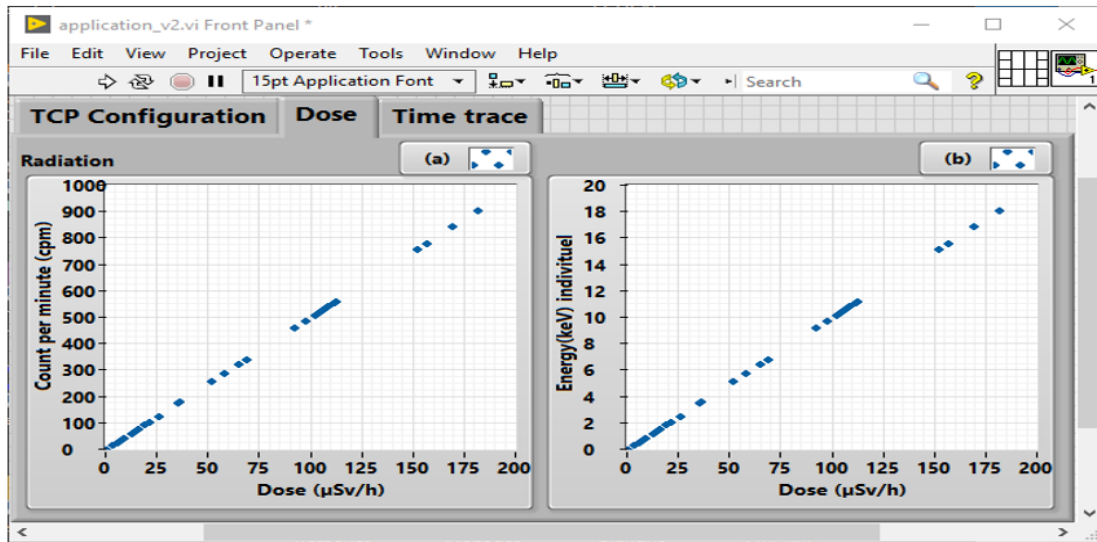 application_v2.vi Front Panel *
File Edit View Project Operate Tools Window Help
15pt Application Font
Search
1
TCP Configuration Dose Time trace
Radiation
(a)
1000
900
800
700
600
500
400
300
200
100
0
Count per minute (cpm)
0 25 50 75 100 125 150 175 200
Dose (µSv/h)
(b)
20
18
16
14
12
10
8
6
4
2
0
Energy(keV) indivituel
0 25 50 75 100 125 150 175 200
Dose (µSv/h)